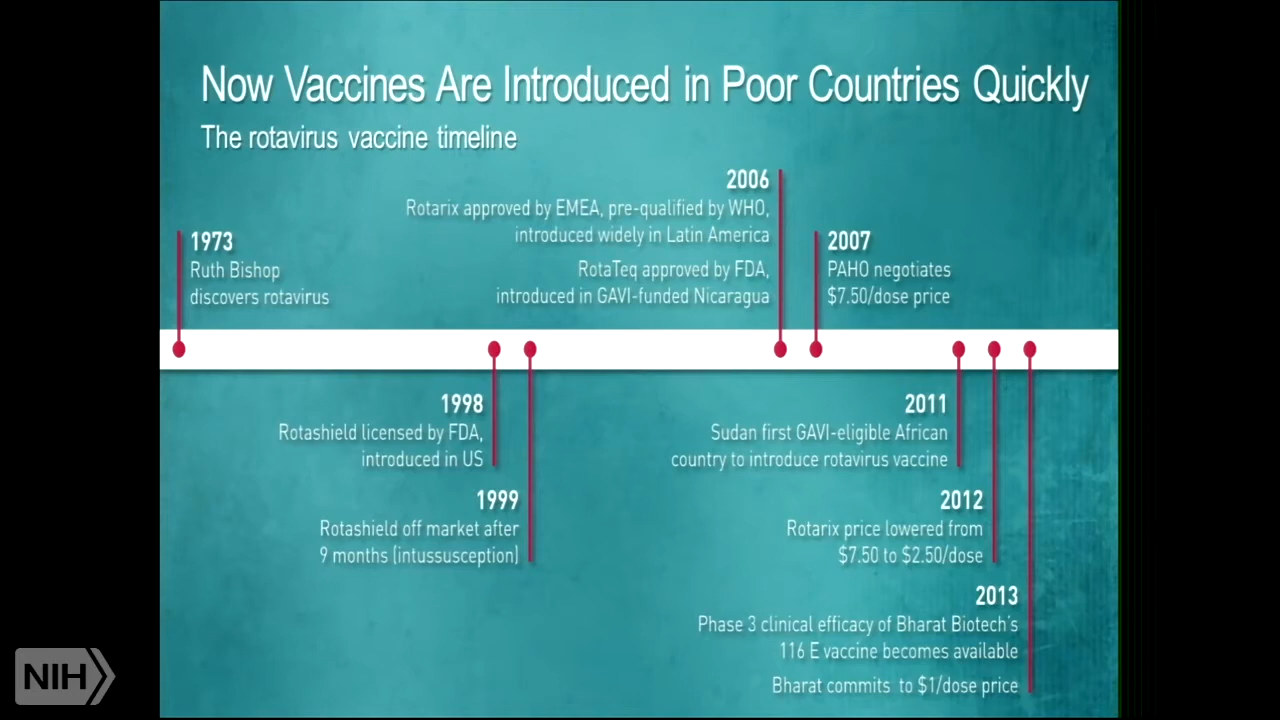 Now Vaccines Are Introduced in Poor Countries Quickly
The rotavirus vaccine timeline
1973
Ruth Bishop
discovers rotavirus
1998
Rotashield licensed by FDA,
introduced in US
1999
Rotashield off market after
9 months (intussusception)
2006
Rotarix approved by EMEA, pre-qualified by WHO,
introduced widely in Latin America
RotaTeq approved by FDA,
introduced in GAVI-funded Nicaragua
2007
PAHO negotiates
$7.50/dose price
2011
Sudan first GAVI-eligible African
country to introduce rotavirus vaccine
2012
Rotarix price lowered from
$7.50 to $2.50/dose
2013
Phase 3 clinical efficacy of Bharat Biotech's
116 E vaccine becomes available
Bharat commits to $1/dose price
NIH